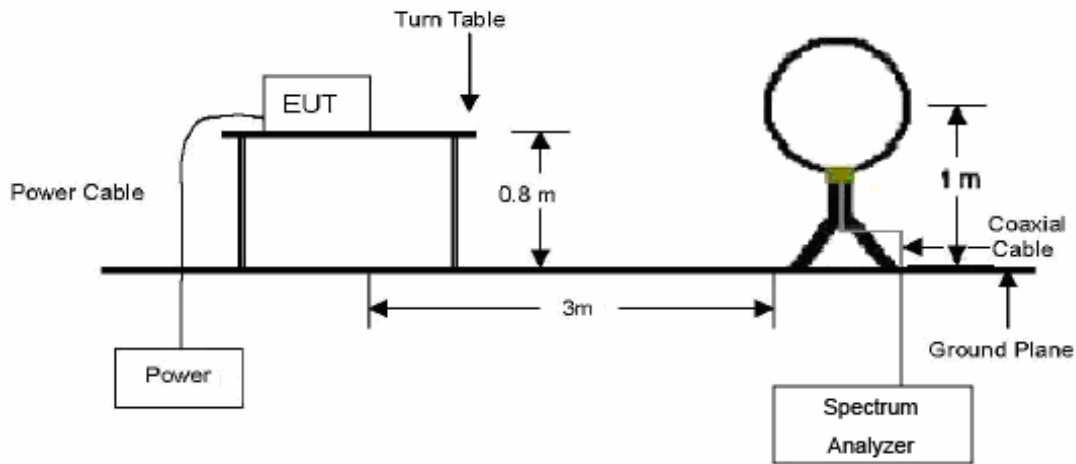 Turn Table
EUT
Power Cable
0.8 m
1 m
Coaxial
Cable
3m
Ground Plane
Power
Spectrum
Analyzer